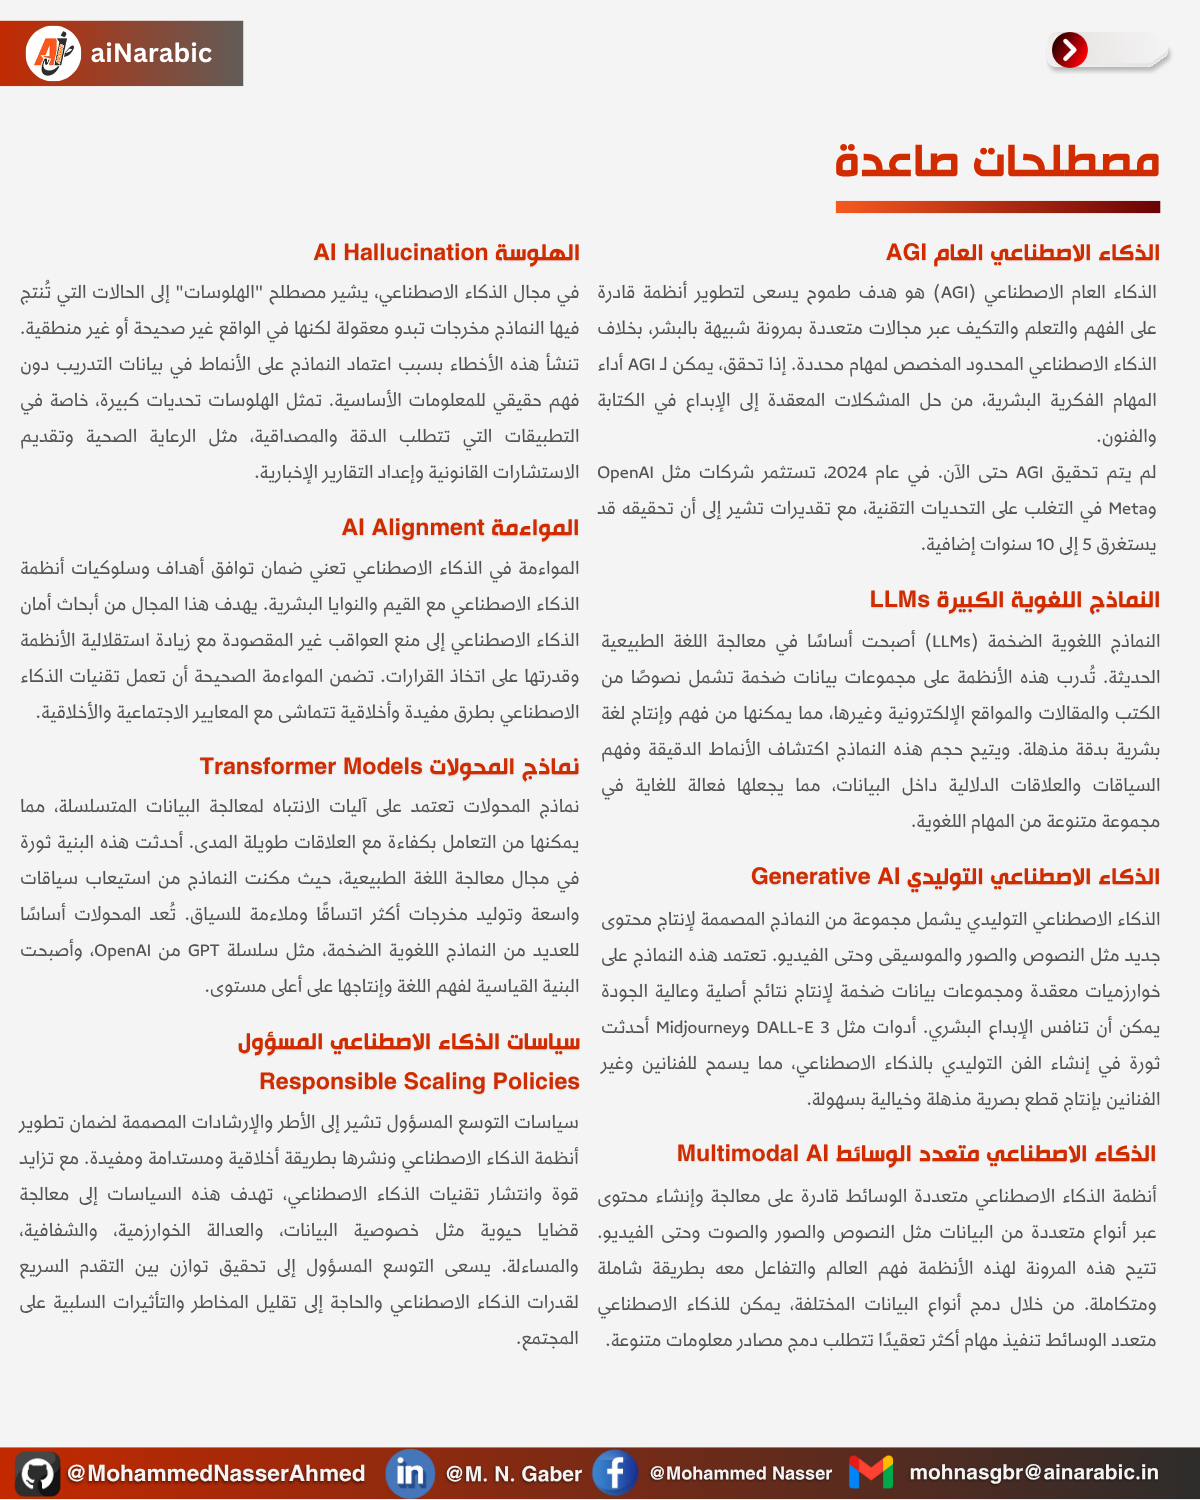 aiNarabic
مصطلحات صاعدة
الذكاء الاصطناعي العام AGI
الذكاء العام الاصطناعي (AGI) هو هدف طموح يسعى لتطوير أنظمة قادرة
على الفهم والتعلم والتكيف عبر مجالات متعددة بمرونة شبيهة بالبشر، بخلاف
الذكاء الاصطناعي المحدود المخصص لمهام محددة. إذا تحقق، يمكن لـ AGI أداء
المهام الفكرية البشرية، من حل المشكلات المعقدة إلى الإبداع في الكتابة
والفنون.
لم يتم تحقيق AGI حتى الآن. في عام 2024، تستثمر شركات مثل OpenAI
وMeta في التغلب على التحديات التقنية، مع تقديرات تشير إلى أن تحقيقه قد
يستغرق 5 إلى 10 سنوات إضافية.
النماذج اللغوية الكبيرة LLMs
النماذج اللغوية الضخمة (LLMs) أصبحت أساسًا في معالجة اللغة الطبيعية
الحديثة. تُدرب هذه الأنظمة على مجموعات بيانات ضخمة تشمل نصوصًا من
الكتب والمقالات والمواقع الإلكترونية وغيرها، مما يمكنها من فهم وإنتاج لغة
بشرية بدقة مذهلة. ويتيح حجم هذه النماذج اكتشاف الأنماط الدقيقة وفهم
السياقات والعلاقات الدلالية داخل البيانات، مما يجعلها فعالة للغاية في
مجموعة متنوعة من المهام اللغوية.
الذكاء الاصطناعي التوليدي Generative AI
الذكاء الاصطناعي التوليدي يشمل مجموعة من النماذج المصممة لإنتاج محتوى
جديد مثل النصوص والصور والموسيقى وحتى الفيديو. تعتمد هذه النماذج على
خوارزميات معقدة ومجموعات بيانات ضخمة لإنتاج نتائج أصلية وعالية الجودة
يمكن أن تنافس الإبداع البشري. أدوات مثل DALL-E 3 وMidjourney أحدثت
ثورة في إنشاء الفن التوليدي بالذكاء الاصطناعي، مما يسمح للفنانين وغير
الفنانين بإنتاج قطع بصرية مذهلة وخيالية بسهولة.
الذكاء الاصطناعي متعدد الوسائط Multimodal AI
أنظمة الذكاء الاصطناعي متعددة الوسائط قادرة على معالجة وإنشاء محتوى
عبر أنواع متعددة من البيانات مثل النصوص والصور والصوت وحتى الفيديو.
تتيح هذه المرونة لهذه الأنظمة فهم العالم والتفاعل معه بطريقة شاملة
ومتكاملة. من خلال دمج أنواع البيانات المختلفة، يمكن للذكاء الاصطناعي
متعدد الوسائط تنفيذ مهام أكثر تعقيدًا تتطلب دمج مصادر معلومات متنوعة.
الهلوسة AI Hallucination
في مجال الذكاء الاصطناعي، يشير مصطلح "الهلوسات" إلى الحالات التي تُنتج
فيها النماذج مخرجات تبدو معقولة لكنها في الواقع غير صحيحة أو غير منطقية.
تنشأ هذه الأخطاء بسبب اعتماد النماذج على الأنماط في بيانات التدريب دون
فهم حقيقي للمعلومات الأساسية. تمثل الهلوسات تحديات كبيرة، خاصة في
التطبيقات التي تتطلب الدقة والمصداقية، مثل الرعاية الصحية وتقديم
الاستشارات القانونية وإعداد التقارير الإخبارية.
المواءمة AI Alignment
المواءمة في الذكاء الاصطناعي تعني ضمان توافق أهداف وسلوكيات أنظمة
الذكاء الاصطناعي مع القيم والنوايا البشرية. يهدف هذا المجال من أبحاث أمان
الذكاء الاصطناعي إلى منع العواقب غير المقصودة مع زيادة استقلالية الأنظمة
وقدرتها على اتخاذ القرارات. تضمن المواءمة الصحيحة أن تعمل تقنيات الذكاء
الاصطناعي بطرق مفيدة وأخلاقية تتماشى مع المعايير الاجتماعية والأخلاقية.
نماذج المحولات Transformer Models
نماذج المحولات تعتمد على آليات الانتباه لمعالجة البيانات المتسلسلة، مما
يمكنها من التعامل بكفاءة مع العلاقات طويلة المدى. أحدثت هذه البنية ثورة
في مجال معالجة اللغة الطبيعية، حيث مكنت النماذج من استيعاب سياقات
واسعة وتوليد مخرجات أكثر اتساقًا وملاءمة للسياق. تُعد المحولات أساسًا
للعديد من النماذج اللغوية الضخمة، مثل سلسلة GPT من OpenAI، وأصبحت
البنية القياسية لفهم اللغة وإنتاجها على أعلى مستوى.
سياسات الذكاء الاصطناعي المسؤول
Responsible Scaling Policies
سياسات التوسع المسؤول تشير إلى الأطر والإرشادات المصممة لضمان تطوير
أنظمة الذكاء الاصطناعي ونشرها بطريقة أخلاقية ومستدامة ومفيدة. مع تزايد
قوة وانتشار تقنيات الذكاء الاصطناعي، تهدف هذه السياسات إلى معالجة
قضايا حيوية مثل خصوصية البيانات، والعدالة الخوارزمية، والشفافية،
والمساءلة. يسعى التوسع المسؤول إلى تحقيق توازن بين التقدم السريع
لقدرات الذكاء الاصطناعي والحاجة إلى تقليل المخاطر والتأثيرات السلبية على
المجتمع.
@MohammedNasserAhmed @M. N. Gaber @Mohammed Nasser mohnasgbr@ainarabic.in